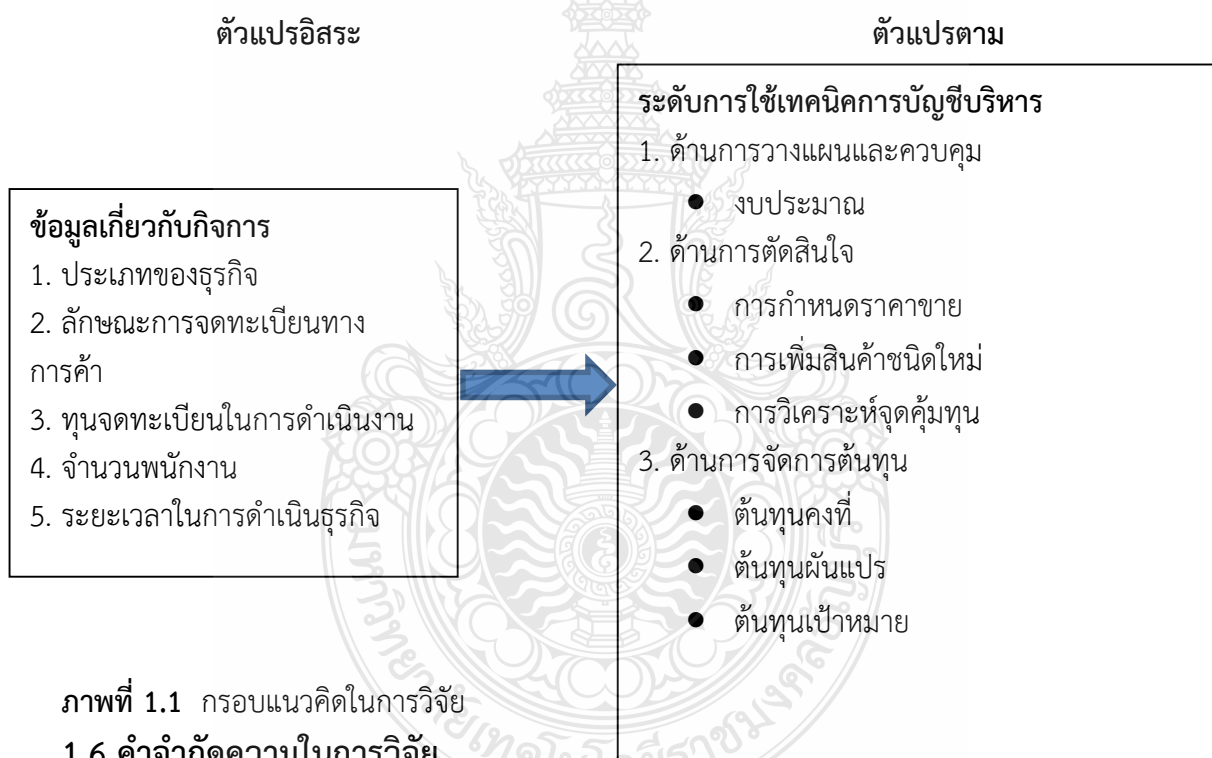 ตัวแปรอิสระ
ตัวแปรตาม
ข้อมูลเกี่ยวกับกิจการ
1. ประเภทของธุรกิจ
2. ลักษณะการจดทะเบียนทาง
การค้า
3. ทุนจดทะเบียนในการดำเนินงาน
4. จำนวนพนักงาน
5. ระยะเวลาในการดำเนินธุรกิจ
ระดับการใช้เทคนิคการบัญชีบริหาร
1. ด้านการวางแผนและควบคุม
● งบประมาณ
2. ด้านการตัดสินใจ
● การกำหนดราคาขาย
● การเพิ่มสินค้าชนิดใหม่
● การวิเคราะห์จุดคุ้มทุน
3. ด้านการจัดการต้นทุน
● ต้นทุนคงที่
● ต้นทุนผันแปร
● ต้นทุนเป้าหมาย
ภาพที่ 1.1 กรอบแนวคิดในการวิจัย
1.6 คำจำกัดความในการวิจัย